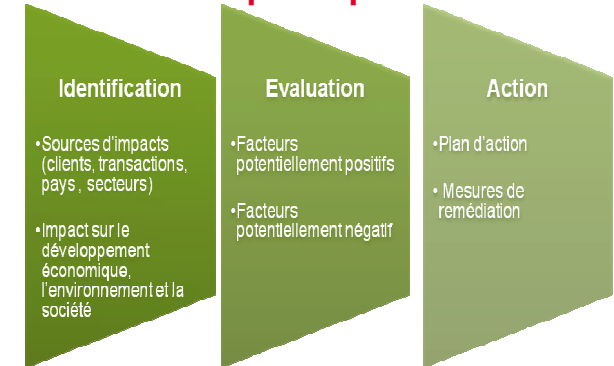 Identification
•Sources d'impacts
(clients, transactions,
pays , secteurs)
•Impact sur le
développement
économique,
l'environnement et la
société
Evaluation
•Facteurs
potentiellement positifs
•Facteurs
potentiellement négatif
Action
•Plan d'action
• Mesures de
remédiation